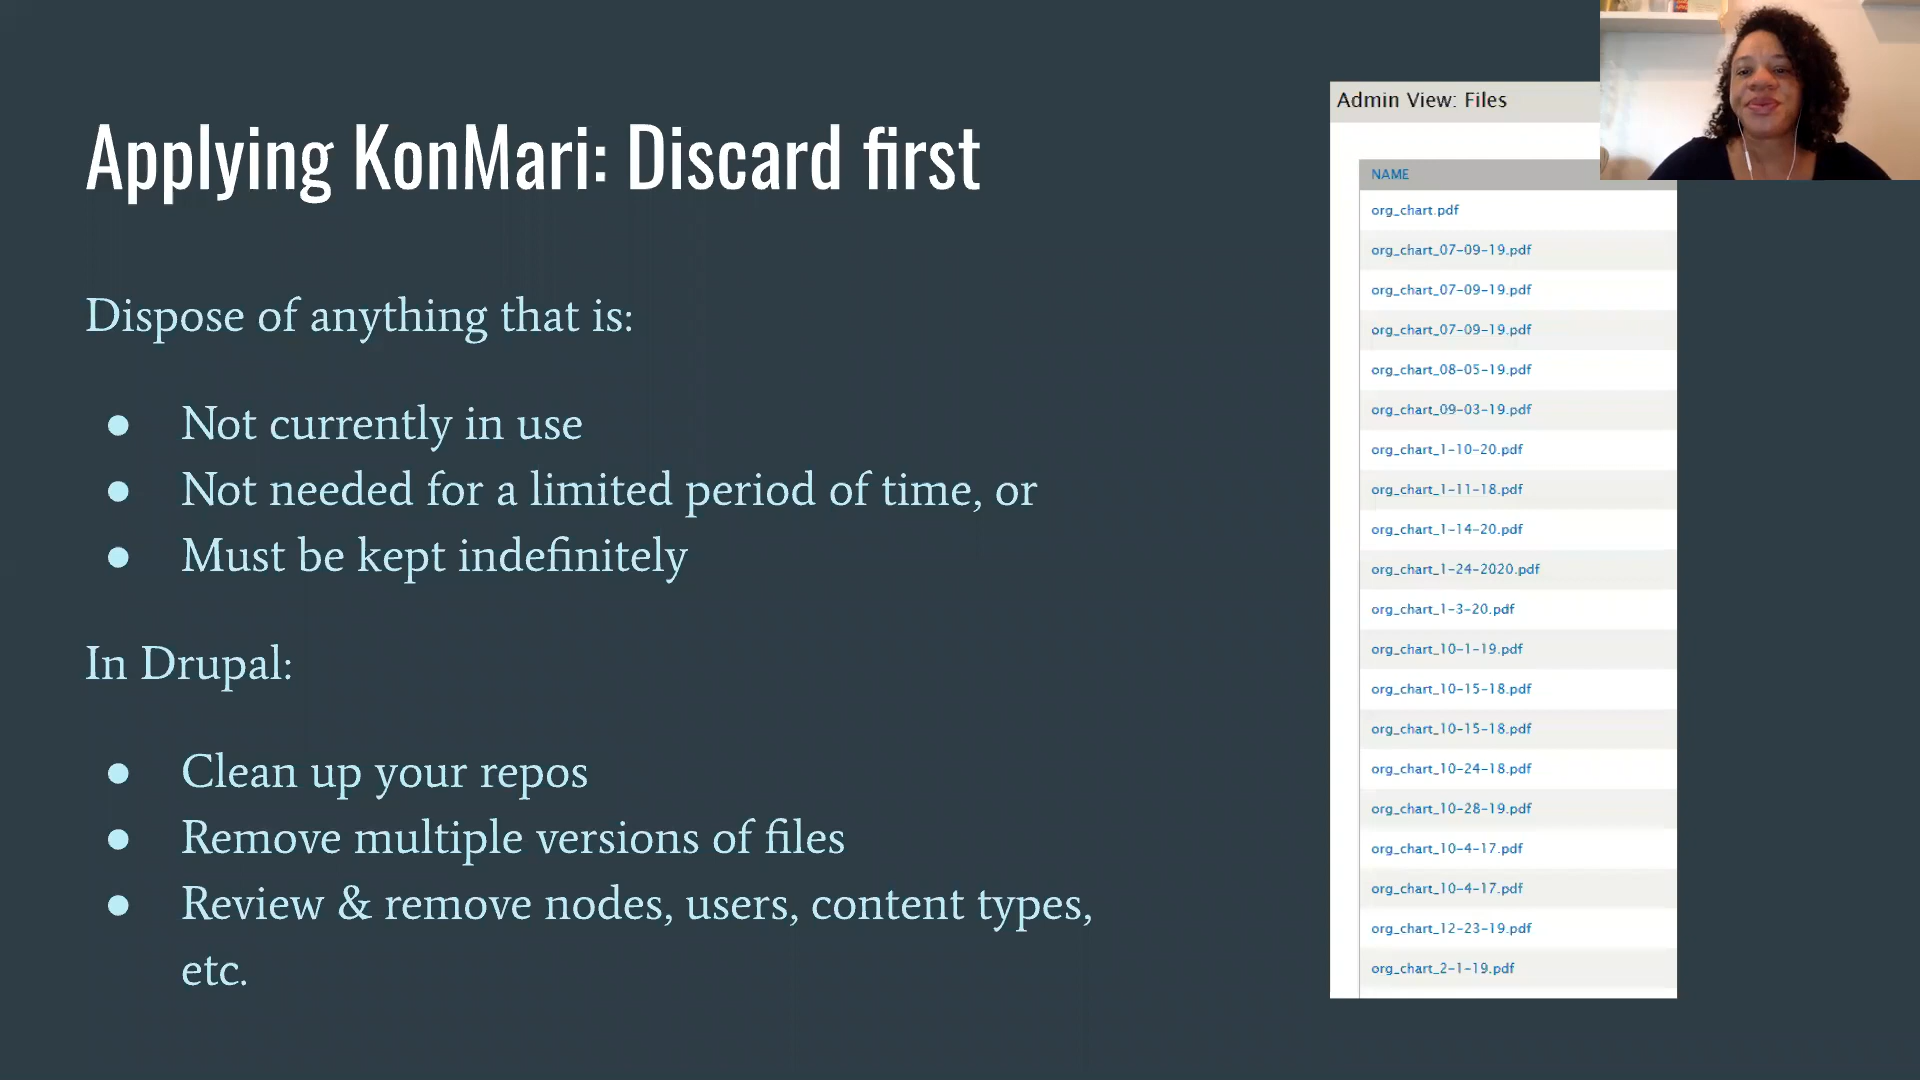 Applying KonMari: Discard first
Dispose of anything that is:
● Not currently in use
● Not needed for a limited period of time, or
● Must be kept indefinitely
In Drupal:
● Clean up your repos
● Remove multiple versions of files
● Review & remove nodes, users, content types,
etc.
Admin View: Files
NAME
org_chart.pdf
org_chart_07-09-19.pdf
org_chart_07-09-19.pdf
org_chart_07-09-19.pdf
org_chart_08-05-19.pdf
org_chart_09-03-19.pdf
org_chart_1-10-20.pdf
org_chart_1-11-18.pdf
org_chart_1-14-20.pdf
org_chart_1-24-2020.pdf
org_chart_1-3-20.pdf
org_chart_10-1-19.pdf
org_chart_10-15-18.pdf
org_chart_10-15-18.pdf
org_chart_10-24-18.pdf
org_chart_10-28-19.pdf
org_chart_10-4-17.pdf
org_chart_10-4-17.pdf
org_chart_12-23-19.pdf
org_chart_2-1-19.pdf